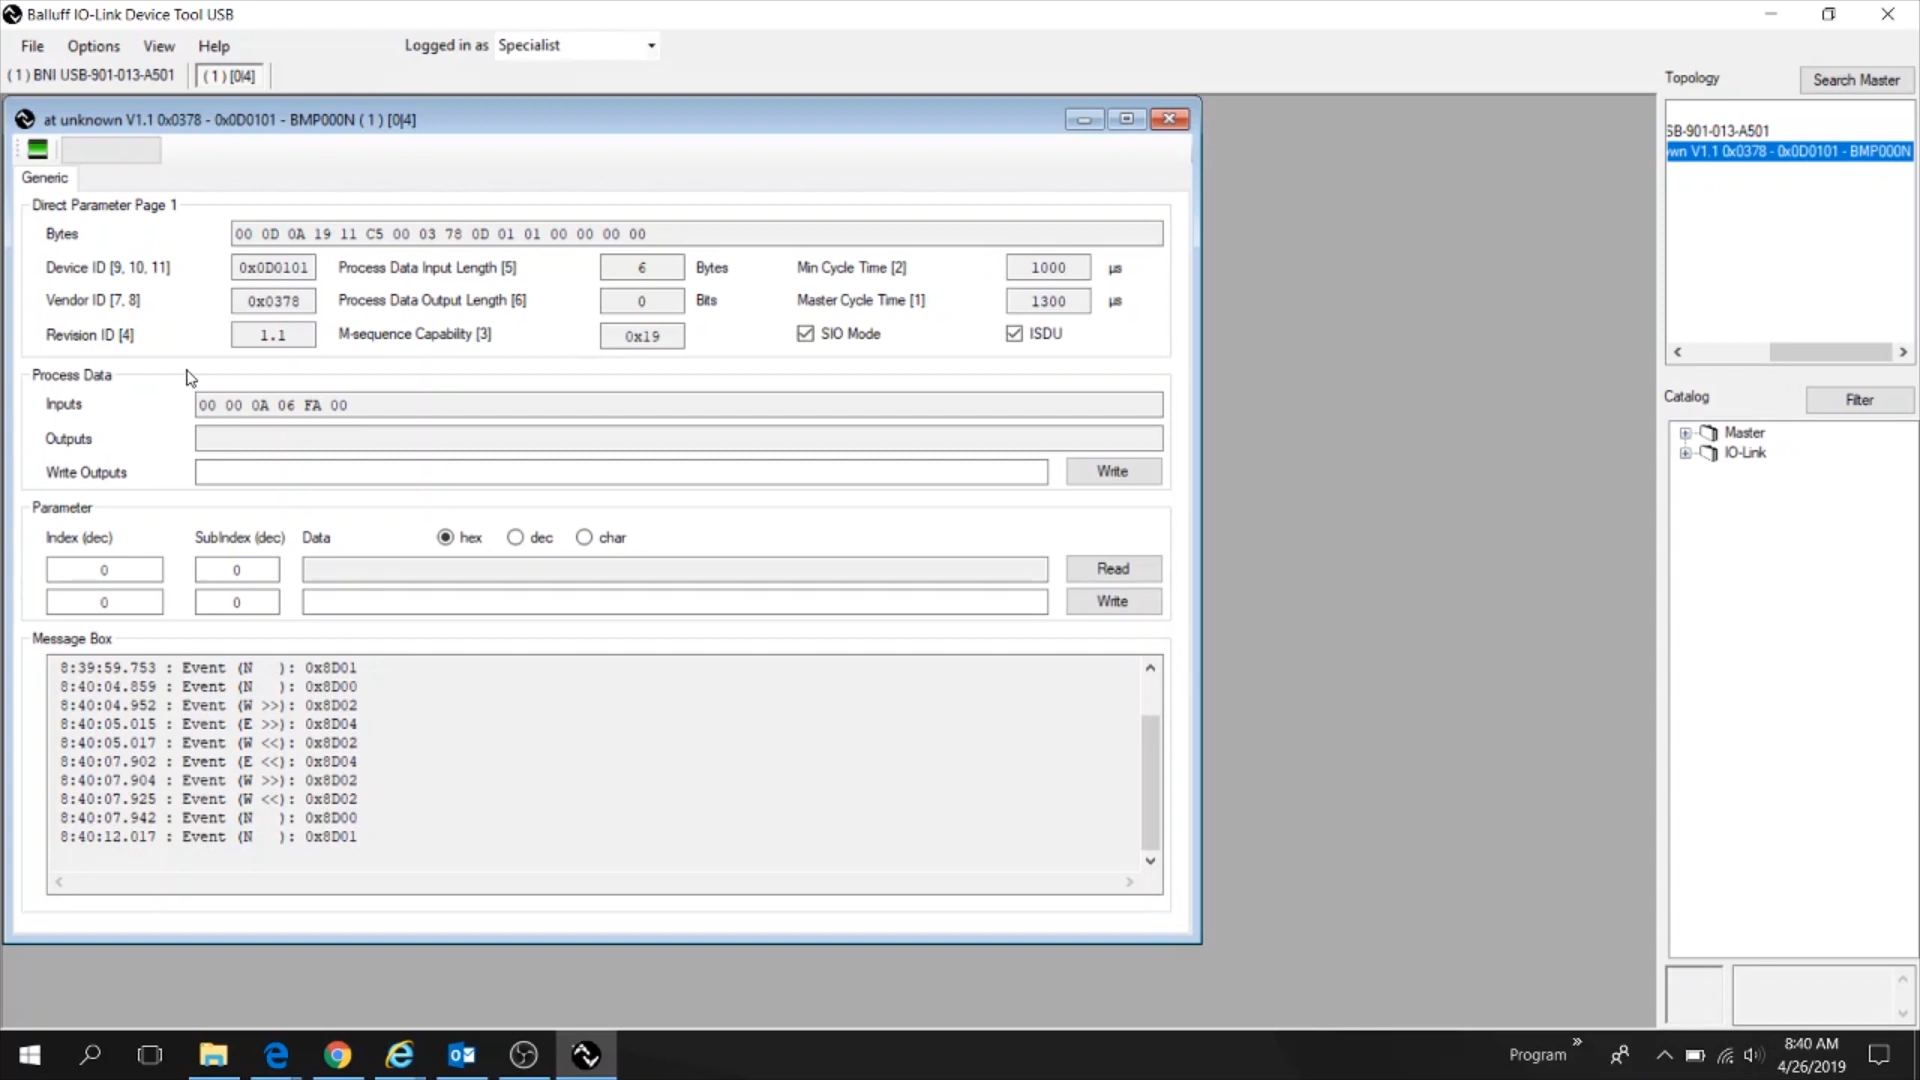 Balluff IO-Link Device Tool USB
File Options View Help Logged in as Specialist
( 1 ) BNI USB-901-013-A501 ( 1 ) [0|4]
Topology Search Master
SB-901-013-A501
wn V1.1 0x0378 - 0x0D0101 - BMP000N
at unknown V1.1 0x0378 - 0x0D0101 - BMP000N ( 1 ) [0|4]
Generic
Direct Parameter Page 1
Bytes 00 0D 0A 19 11 C5 00 03 78 0D 01 01 00 00 00 00
Device ID [9, 10, 11] 0x0D0101 Process Data Input Length [5] 6 Bytes Min Cycle Time [2] 1000 µs
Vendor ID [7, 8] 0x0378 Process Data Output Length [6] 0 Bits Master Cycle Time [1] 1300 µs
Revision ID [4] 1.1 M-sequence Capability [3] 0x19 SIO Mode ISDU
Process Data
Inputs 00 00 0A 06 FA 00
Outputs
Write Outputs Write
Catalog Filter
Master
IO-Link
Parameter
Index (dec) SubIndex (dec) Data hex dec char
0 0 Read
0 0 Write
Message Box
8:39:59.753 : Event (N   ): 0x8D01
8:40:04.859 : Event (N   ): 0x8D00
8:40:04.952 : Event (W >>): 0x8D02
8:40:05.015 : Event (E >>): 0x8D04
8:40:05.017 : Event (W <<): 0x8D02
8:40:07.902 : Event (E <<): 0x8D04
8:40:07.904 : Event (W >>): 0x8D02
8:40:07.925 : Event (W <<): 0x8D02
8:40:07.942 : Event (N   ): 0x8D00
8:40:12.017 : Event (N   ): 0x8D01
Program » 8:40 AM
4/26/2019